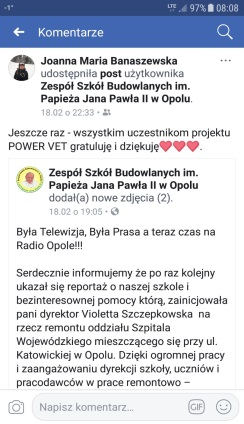 -1°
LTE 97% 08:08
Komentarze
Joanna Maria Banaszewska
udostępniła post użytkownika
Zespół Szkół Budowlanych im.
Papieża Jana Pawła II w Opolu.
18.02 o 22:33 •
Jeszcze raz - wszystkim uczestnikom projektu
POWER VET gratuluję i dziękuję❤❤❤.
Zespół Szkół Budowlanych im.
Papieża Jana Pawła II w Opolu
dodał(a) nowe zdjęcia (2).
18.02 o 19:05 •
Była Telewizja, Była Prasa a teraz czas na
Radio Opole!!!
Serdecznie informujemy że po raz kolejny
ukazał się reportaż o naszej szkole i
bezinteresownej pomocy którą, zainicjowała
pani dyrektor Violetta Szczepkowska na
rzecz remontu oddziału Szpitala
Wojewódzkiego mieszczącego się przy ul.
Katowickiej w Opolu. Dzięki ogromnej pracy
i zaangażowaniu dyrekcji szkoły, uczniów i
pracodawców w prace remontowo –
Napisz komentarz...
GIF